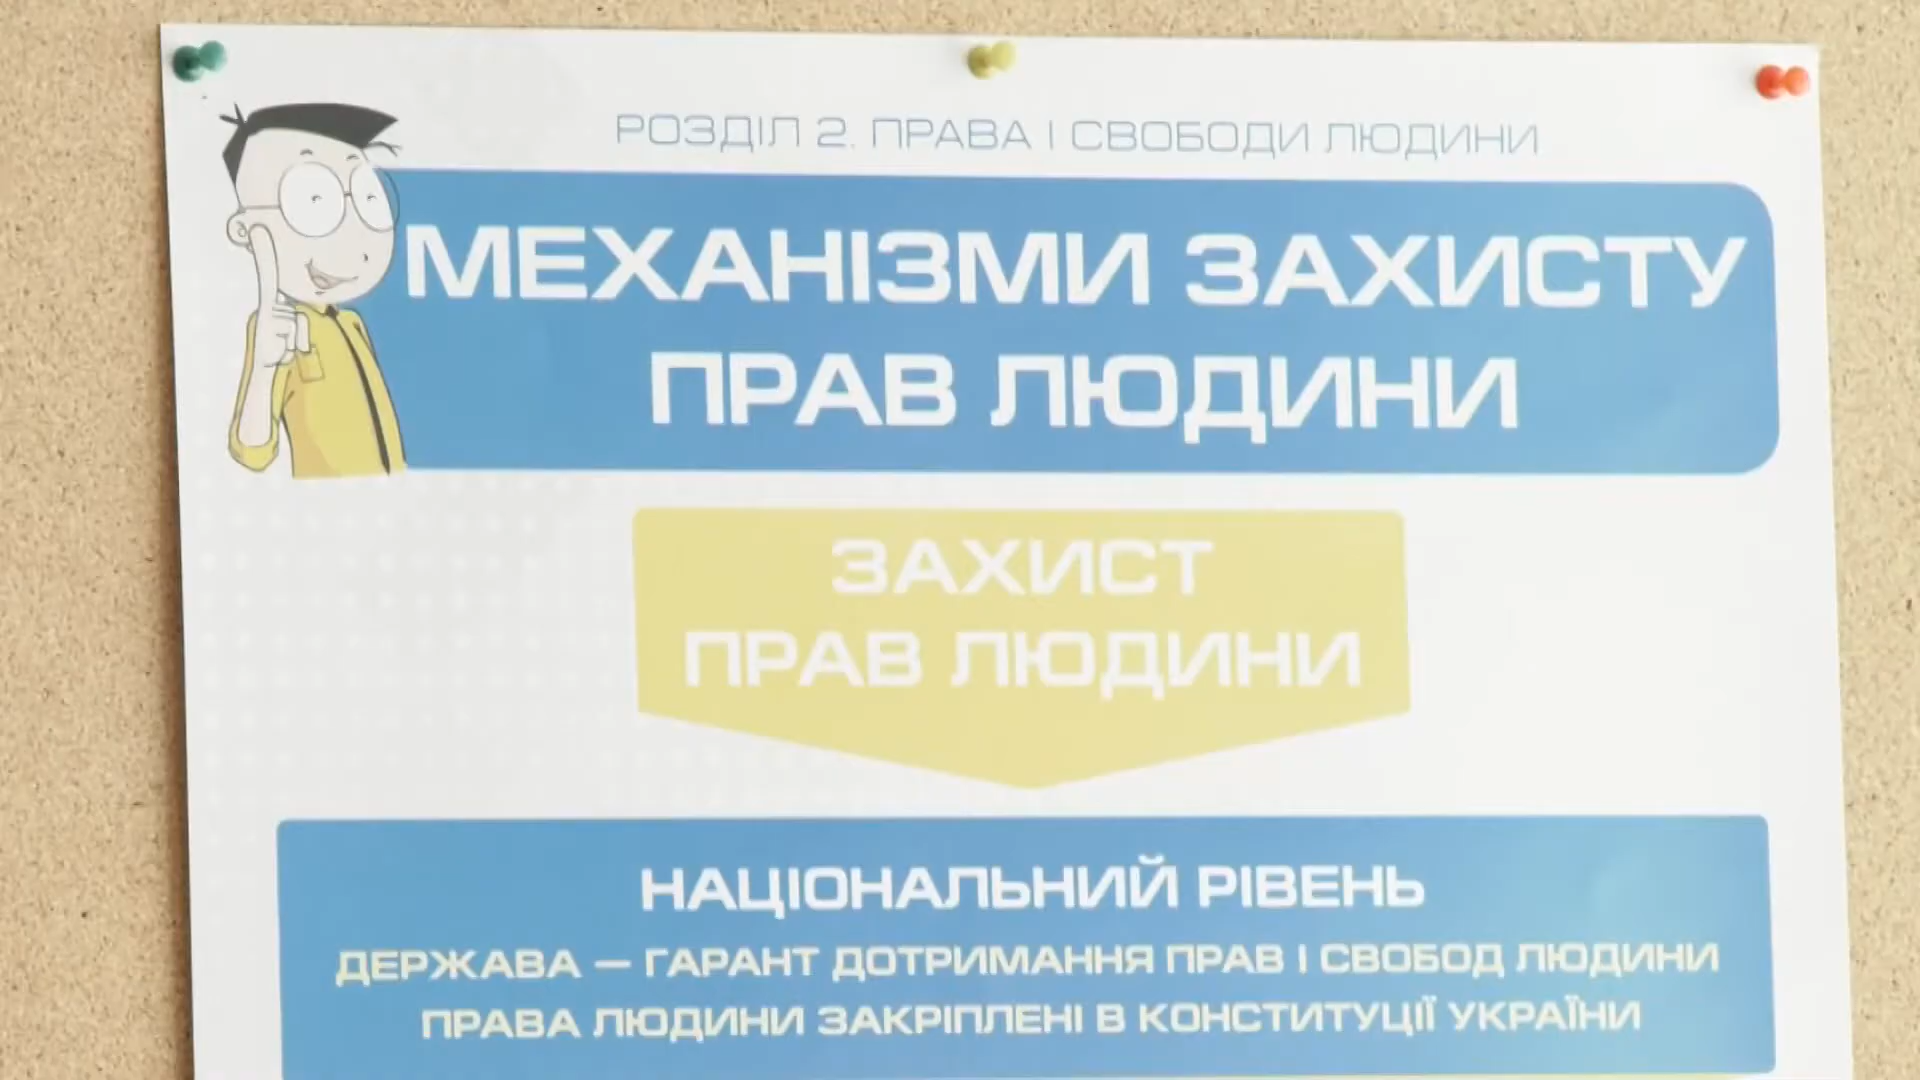 РОЗДІЛ 2. ПРАВА І СВОБОДИ ЛЮДИНИ
МЕХАНІЗМИ ЗАХИСТУ
ПРАВ ЛЮДИНИ
ЗАХИСТ
ПРАВ ЛЮДИНИ
НАЦІОНАЛЬНИЙ РІВЕНЬ
ДЕРЖАВА — ГАРАНТ ДОТРИМАННЯ ПРАВ І СВОБОД ЛЮДИНИ
ПРАВА ЛЮДИНИ ЗАКРІПЛЕНІ В КОНСТИТУЦІЇ УКРАЇНИ